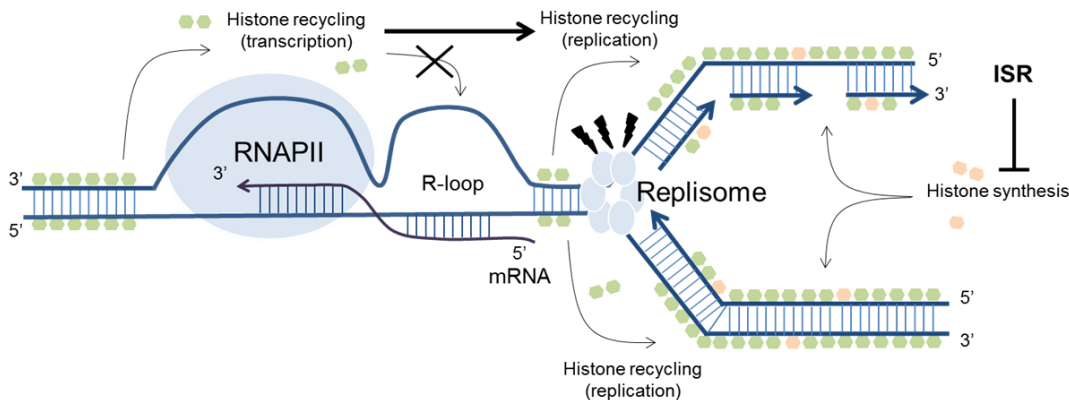 Histone recycling
(transcription)
Histone recycling
(replication)
5’
3’
ISR
RNAPII
3’
R-loop
3’
5’
Replisome
Histone synthesis
5’
mRNA
5’
3’
Histone recycling
(replication)